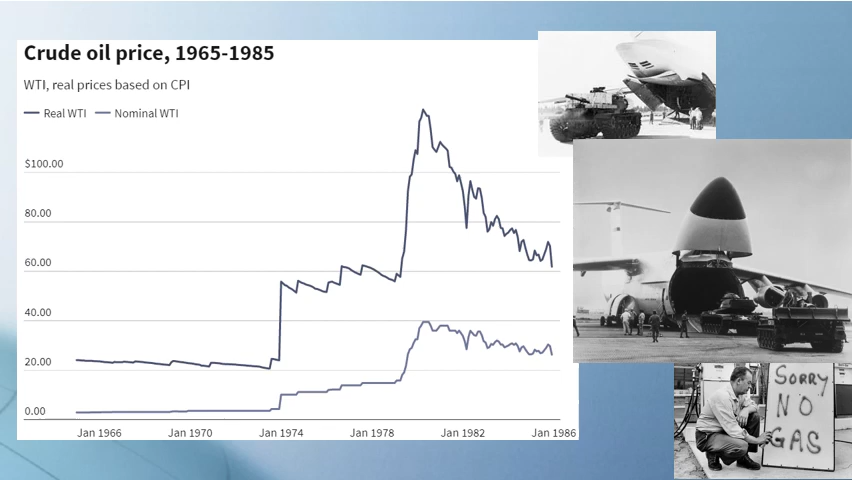 Crude oil price, 1965-1985
WTI, real prices based on CPI
Real WTI Nominal WTI
$100.00
80.00
60.00
40.00
20.00
0.00
Jan 1966 Jan 1970 Jan 1974 Jan 1978 Jan 1982 Jan 1986
SORRY
NO
GAS